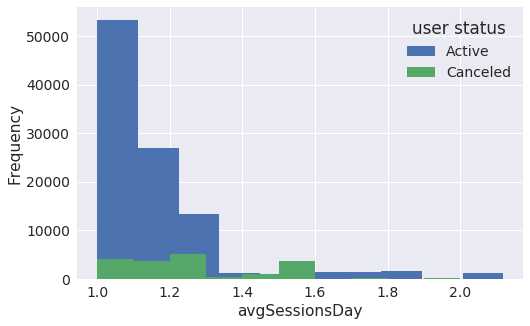 user status
Active
Canceled
50000
40000
30000
20000
10000
0
Frequency
1.0 1.2 1.4 1.6 1.8 2.0
avgSessionsDay